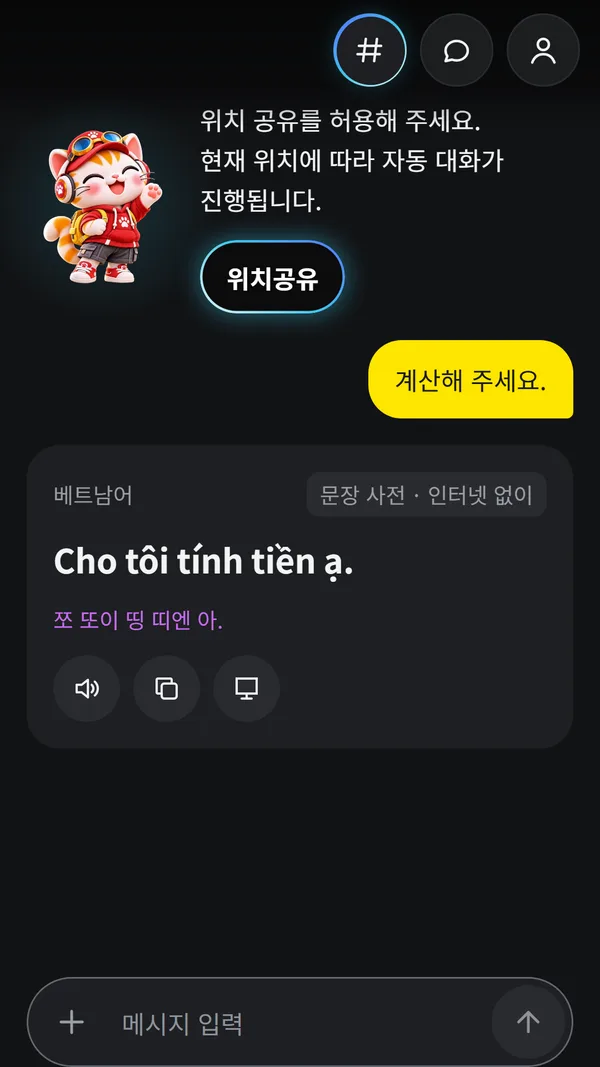 위치 공유를 허용해 주세요.
현재 위치에 따라 자동 대화가
진행됩니다.
위치공유
계산해 주세요.
베트남어
문장 사전 · 인터넷 없이
Cho tôi tính tiền ạ.
쪼 또이 띵 띠엔 아.
메시지 입력